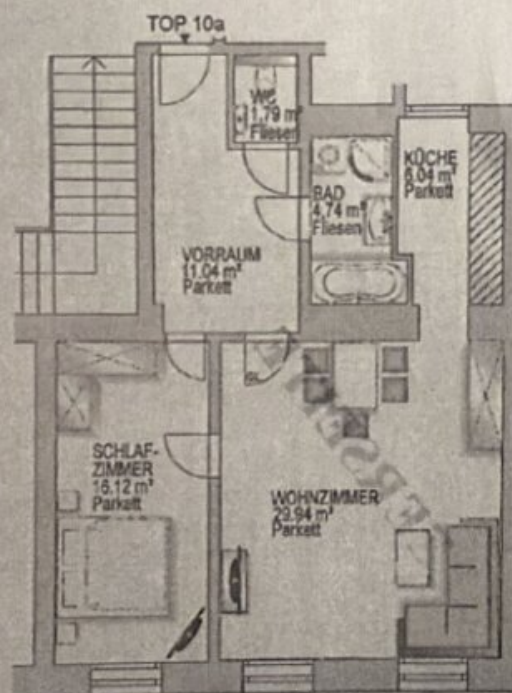 TOP 10a
WC
1.79 m²
Fliesen
KÜCHE
6.04 m²
Parkett
BAD
4.74 m²
Fliesen
VORRAUM
11.04 m²
Parkett
SCHLAF-
ZIMMER
16.12 m²
Parkett
WOHNZIMMER
29.94 m²
Parkett